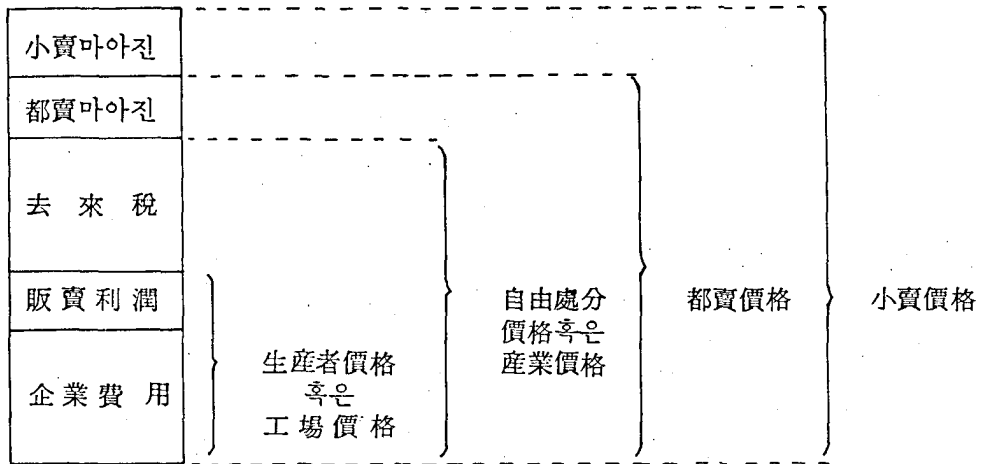 小賣마아진
都賣마아진
去來稅
販賣利潤
企業費用
生産者價格
혹은
工場價格
自由處分
價格혹은
産業價格
都賣價格
小賣價格